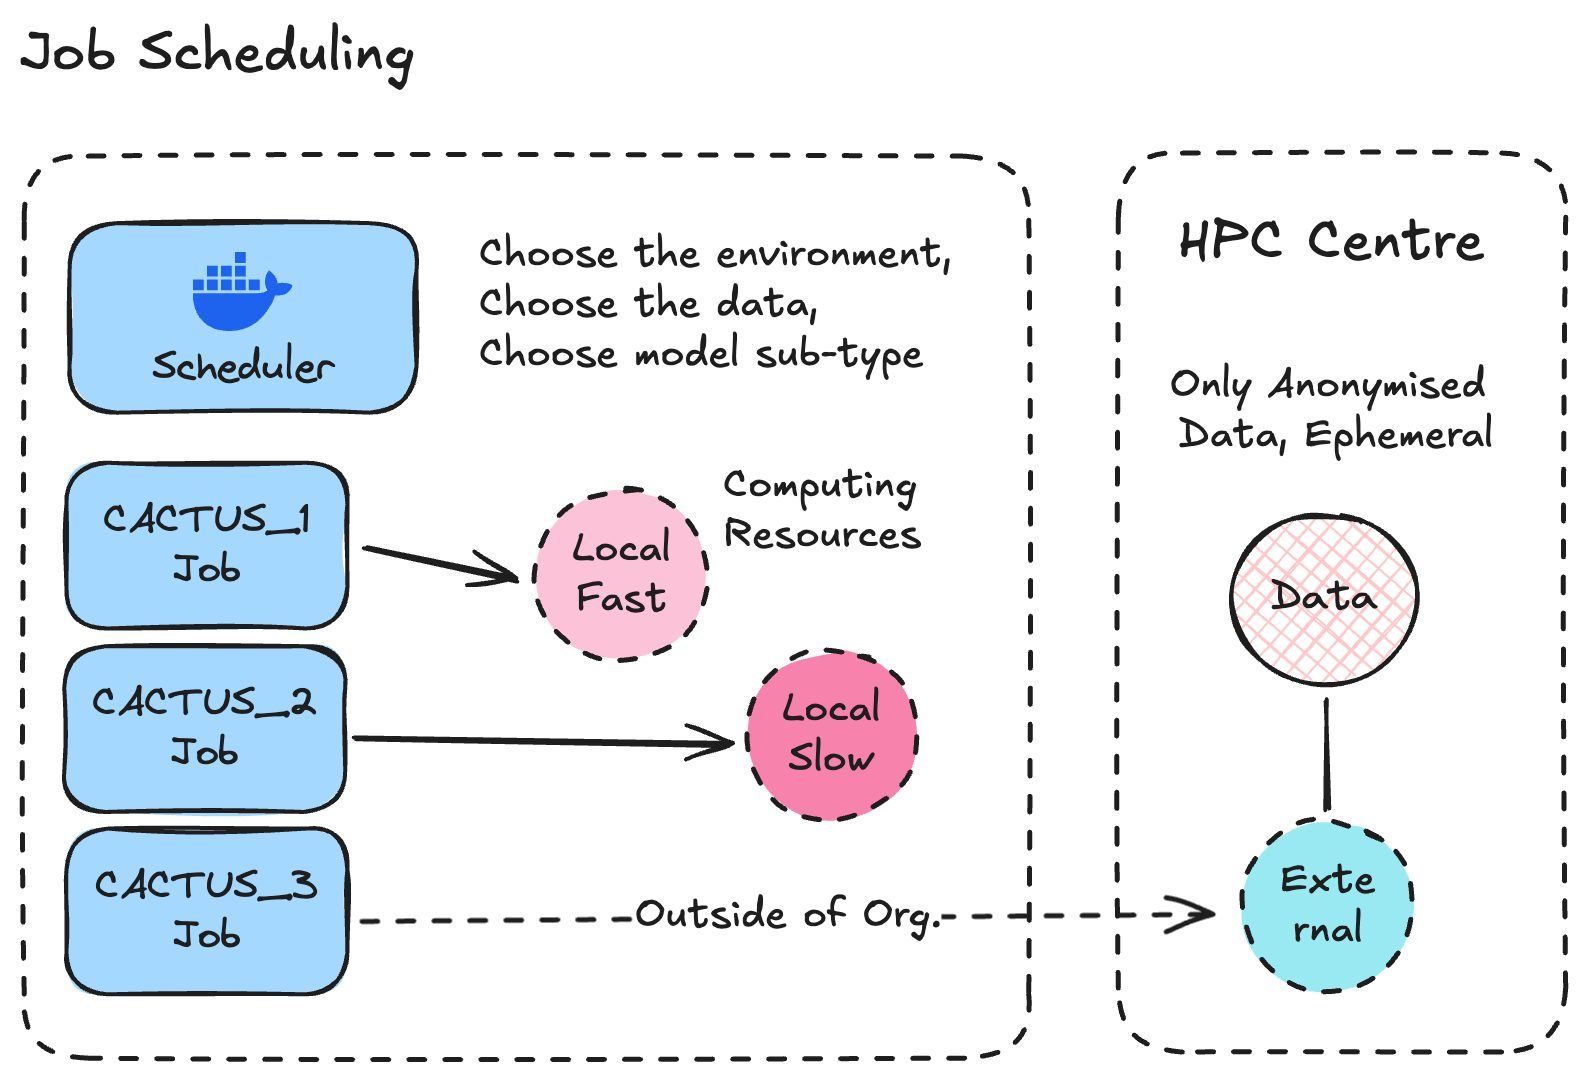 Job Scheduling
Scheduler
Choose the environment,
Choose the data,
Choose model sub-type
CACTUS_1
Job
Local
Fast
Computing
Resources
CACTUS_2
Job
Local
Slow
CACTUS_3
Job
Outside of Org.
HPC Centre
Only Anonymised
Data, Ephemeral
Data
Exte
rnal